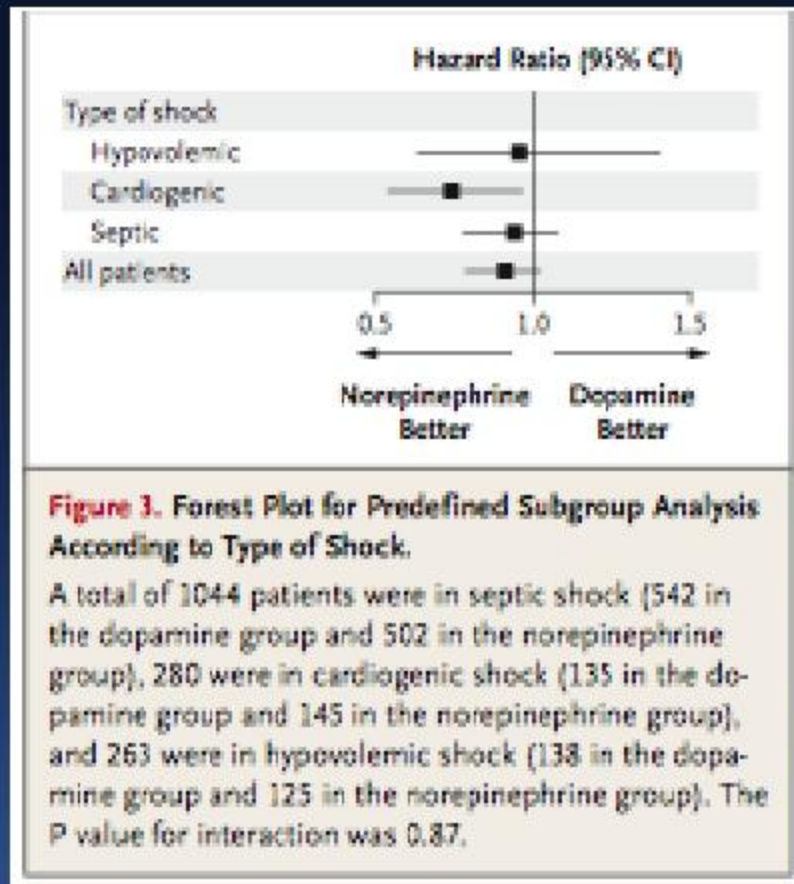 Hazard Ratio (95% CI)
Type of shock
Hypovolemic
Cardiogenic
Septic
All patients
0.5 1.0 1.5
Norepinephrine Better
Dopamine Better
Figure 3. Forest Plot for Predefined Subgroup Analysis
According to Type of Shock.
A total of 1044 patients were in septic shock (542 in
the dopamine group and 502 in the norepinephrine
group), 280 were in cardiogenic shock (135 in the do-
pamine group and 145 in the norepinephrine group),
and 263 were in hypovolemic shock (138 in the dopa-
mine group and 125 in the norepinephrine group). The
P value for interaction was 0.87.